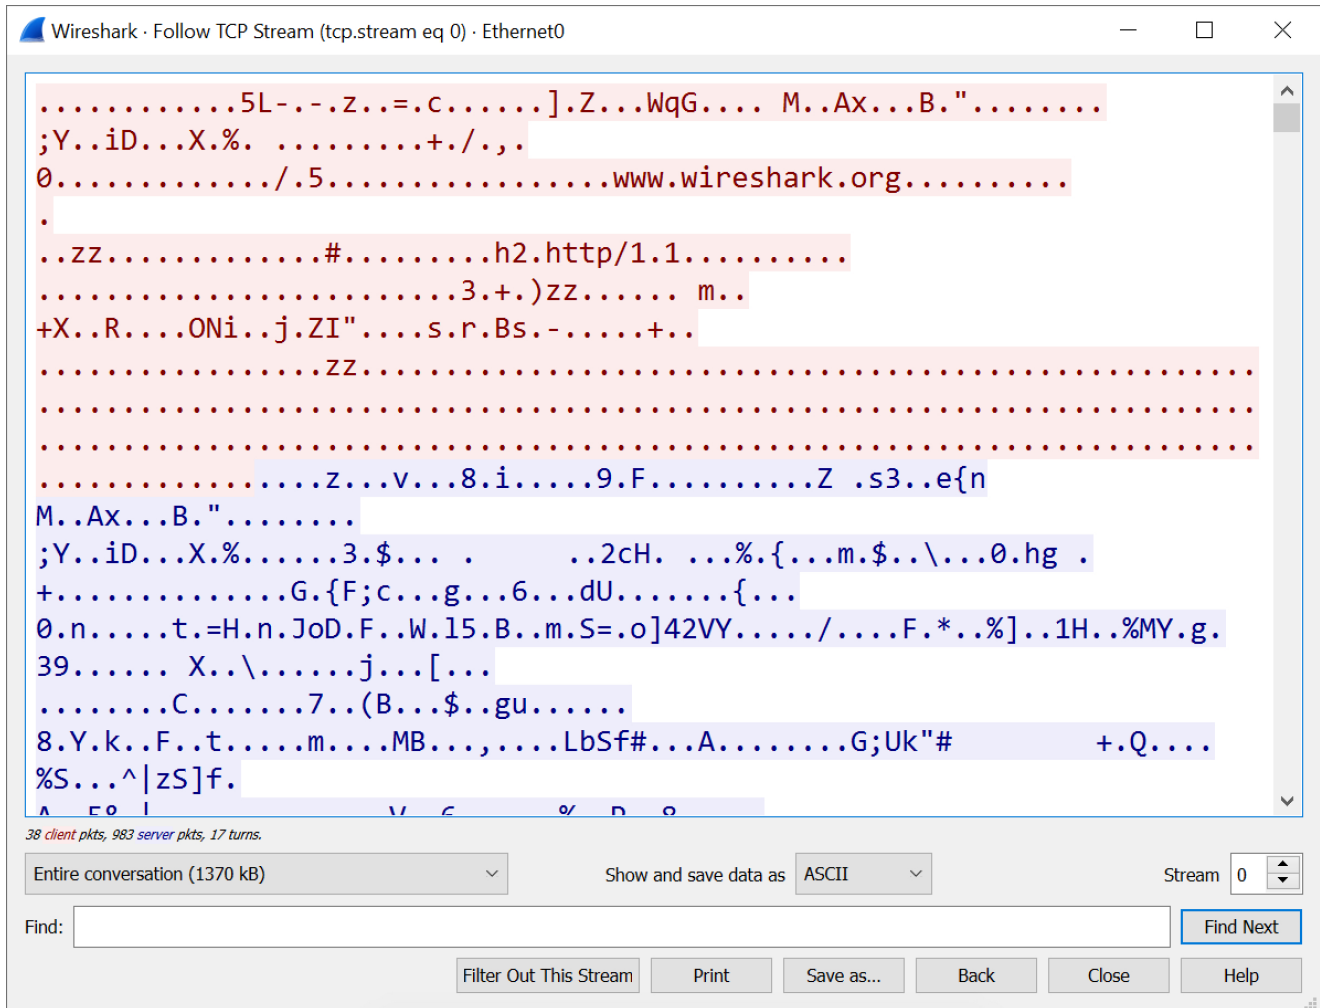 Wireshark · Follow TCP Stream (tcp.stream eq 0) · Ethernet0
............5L-.-.z..=.c......].Z...WqG.... M..Ax...B."........
;Y..iD...X.%. .........+./.,.
0............./.5.................www.wireshark.org..........
.
..zz.............#.........h2.http/1.1..........
.........................3.+.)zz...... m..
+X..R....ONi..j.ZI"....s.r.Bs.-.....+..
.................zz.....................................................
........................................................................
........................................................................
.................z...v...8.i.....9.F..........Z .s3..e{n
M..Ax...B."........
;Y..iD...X.%......3.$... .      ..2cH. ...%.{...m.$..\...0.hg .
+..............G.{F;c...g...6...dU.......{...
0.n.....t.=H.n.JoD.F..W.l5.B..m.S=.o]42VY...../....F.*..%]..1H..%MY.g.
39...... X..\......j...[...
........C.......7..(B...$..gu......
8.Y.k..F..t.....m....MB...,....LbSf#...A........G;Uk"#        +.Q....
%S...^|zS]f.
38 client pkts, 983 server pkts, 17 turns.
Entire conversation (1370 kB)
Show and save data as ASCII
Stream 0
Find:
Find Next
Filter Out This Stream
Print
Save as...
Back
Close
Help